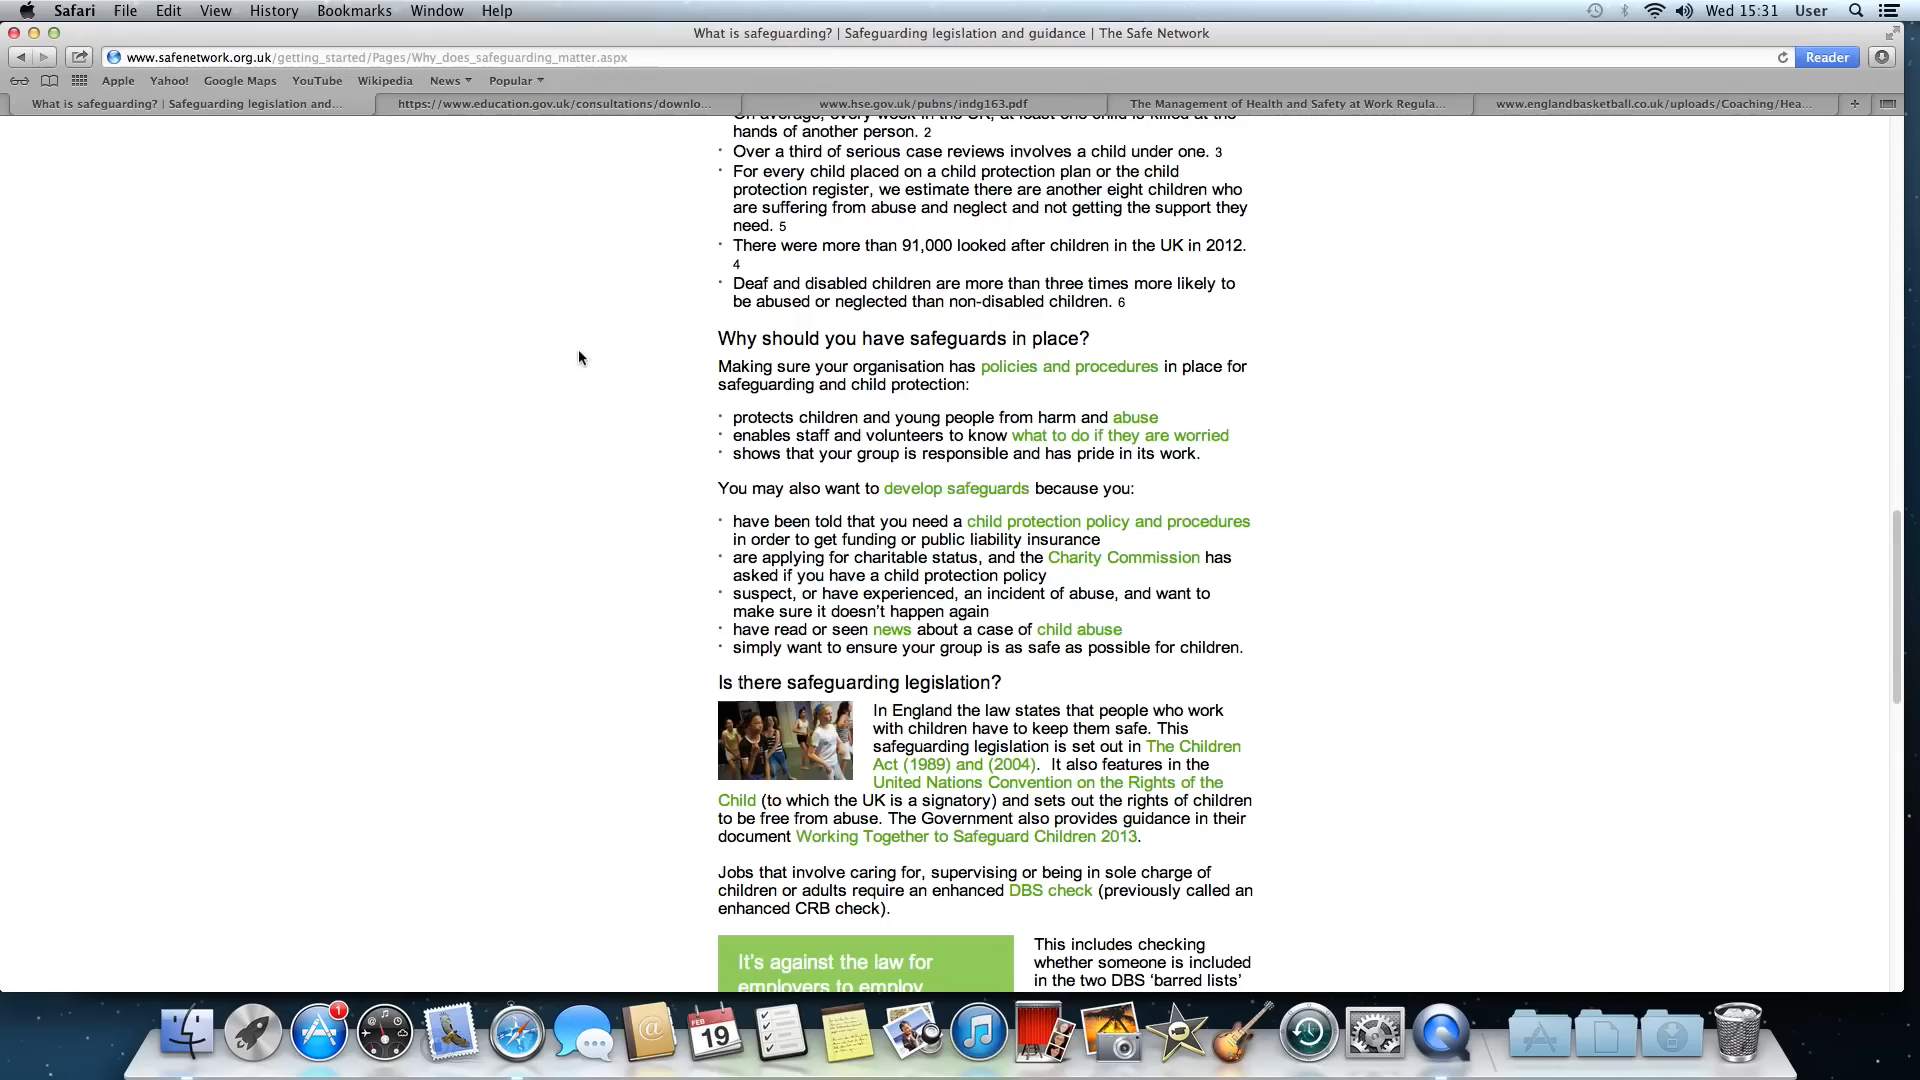 Safari File Edit View History Bookmarks Window Help Wed 15:31 User
What is safeguarding? | Safeguarding legislation and guidance | The Safe Network
www.safenetwork.org.uk/getting_started/Pages/Why_does_safeguarding_matter.aspx Reader
Apple Yahoo! Google Maps YouTube Wikipedia News Popular
What is safeguarding? | Safeguarding legislation and... https://www.education.gov.uk/consultations/downlo... www.hse.gov.uk/pubns/indg163.pdf The Management of Health and Safety at Work Regula... www.englandbasketball.co.uk/uploads/Coaching/Hea...
On average, every week in the UK, at least one child is killed at the
hands of another person. 2
Over a third of serious case reviews involves a child under one. 3
For every child placed on a child protection plan or the child
protection register, we estimate there are another eight children who
are suffering from abuse and neglect and not getting the support they
need. 5
There were more than 91,000 looked after children in the UK in 2012.
4
Deaf and disabled children are more than three times more likely to
be abused or neglected than non-disabled children. 6
Why should you have safeguards in place?
Making sure your organisation has policies and procedures in place for
safeguarding and child protection:
protects children and young people from harm and abuse
enables staff and volunteers to know what to do if they are worried
shows that your group is responsible and has pride in its work.
You may also want to develop safeguards because you:
have been told that you need a child protection policy and procedures
in order to get funding or public liability insurance
are applying for charitable status, and the Charity Commission has
asked if you have a child protection policy
suspect, or have experienced, an incident of abuse, and want to
make sure it doesn’t happen again
have read or seen news about a case of child abuse
simply want to ensure your group is as safe as possible for children.
Is there safeguarding legislation?
In England the law states that people who work
with children have to keep them safe. This
safeguarding legislation is set out in The Children
Act (1989) and (2004). It also features in the
United Nations Convention on the Rights of the
Child (to which the UK is a signatory) and sets out the rights of children
to be free from abuse. The Government also provides guidance in their
document Working Together to Safeguard Children 2013.
Jobs that involve caring for, supervising or being in sole charge of
children or adults require an enhanced DBS check (previously called an
enhanced CRB check).
It’s against the law for
employers to employ
This includes checking
whether someone is included
in the two DBS ‘barred lists’
1
FEB
19